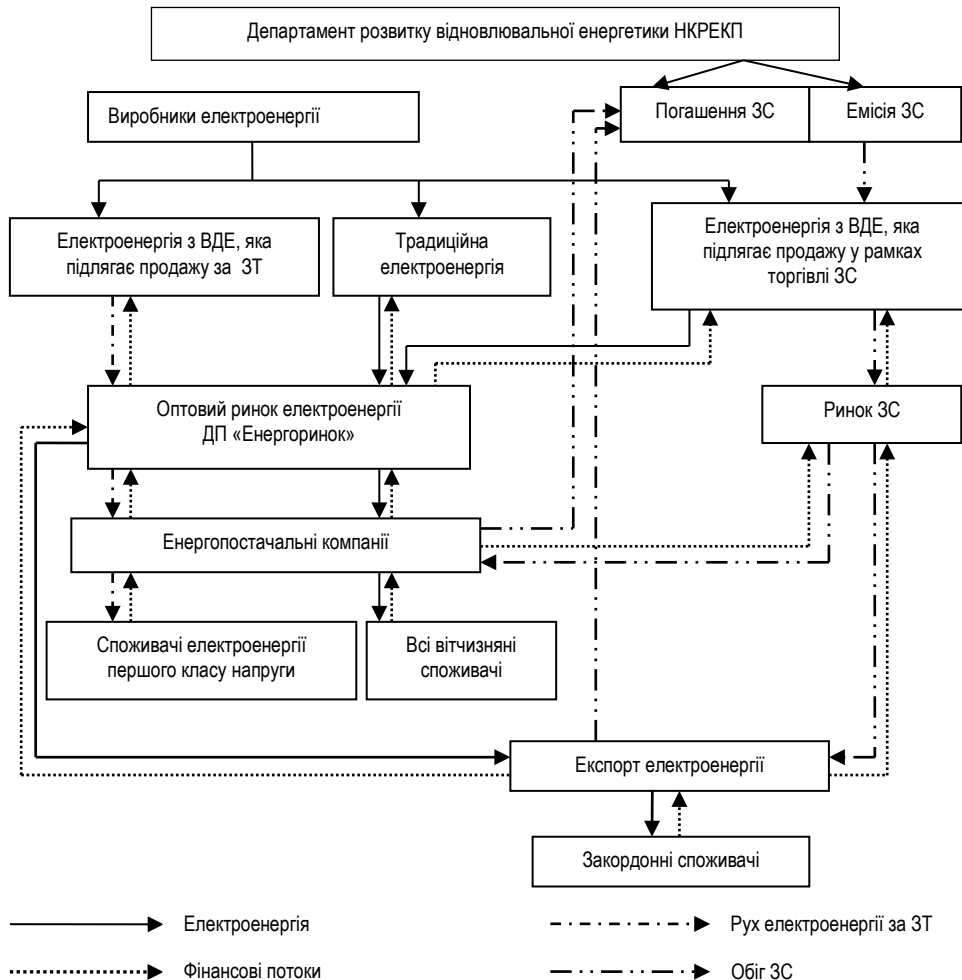 Департамент розвитку відновлювальної енергетики НКРЕКП
Виробники електроенергії
Погашення ЗС
Емісія ЗС
Електроенергія з ВДЕ, яка
підлягає продажу за ЗТ
Традиційна
електроенергія
Електроенергія з ВДЕ, яка
підлягає продажу у рамках
торгівлі ЗС
Оптовий ринок електроенергії
ДП «Енергоринок»
Ринок ЗС
Енергопостачальні компанії
Споживачі електроенергії
першого класу напруги
Всі вітчизняні
споживачі
Експорт електроенергії
Закордонні споживачі
Електроенергія
Рух електроенергії за ЗТ
Фінансові потоки
Обіг ЗС